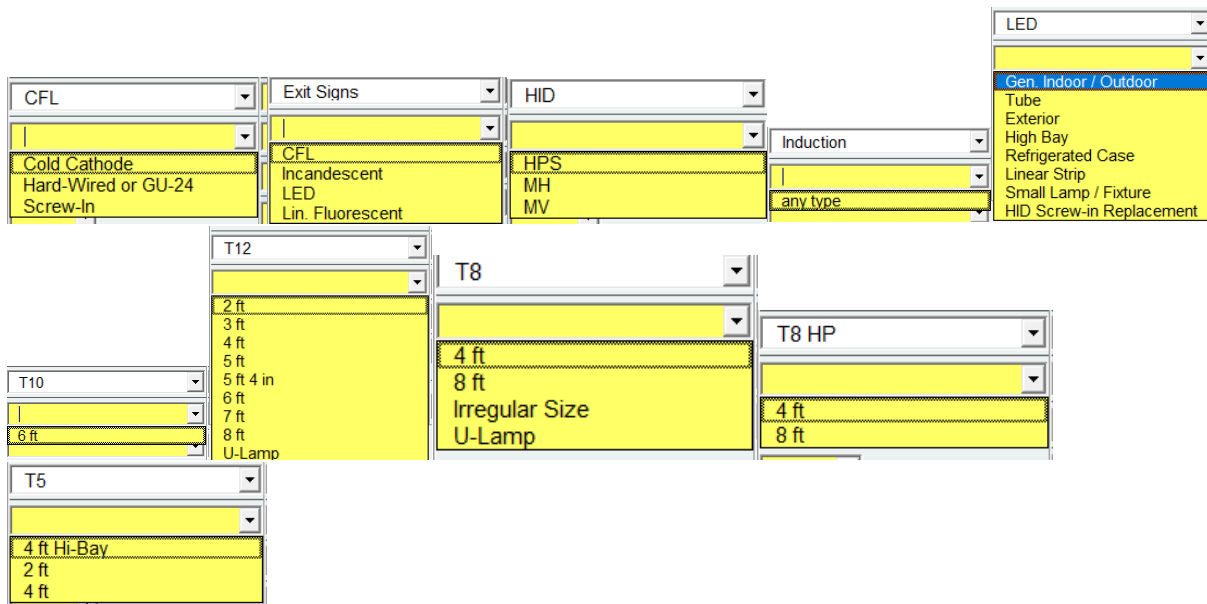 CFL
Cold Cathode
Hard-Wired or GU-24
Screw-In
Exit Signs
CFL
Incandescent
LED
Lin. Fluorescent
HID
HPS
MH
MV
Induction
any type
LED
Gen. Indoor / Outdoor
Tube
Exterior
High Bay
Refrigerated Case
Linear Strip
Small Lamp / Fixture
HID Screw-in Replacement
T10
6 ft
T12
2 ft
3 ft
4 ft
5 ft
5 ft 4 in
6 ft
7 ft
8 ft
U-Lamp
T8
4 ft
8 ft
Irregular Size
U-Lamp
T8 HP
4 ft
8 ft
T5
4 ft Hi-Bay
2 ft
4 ft